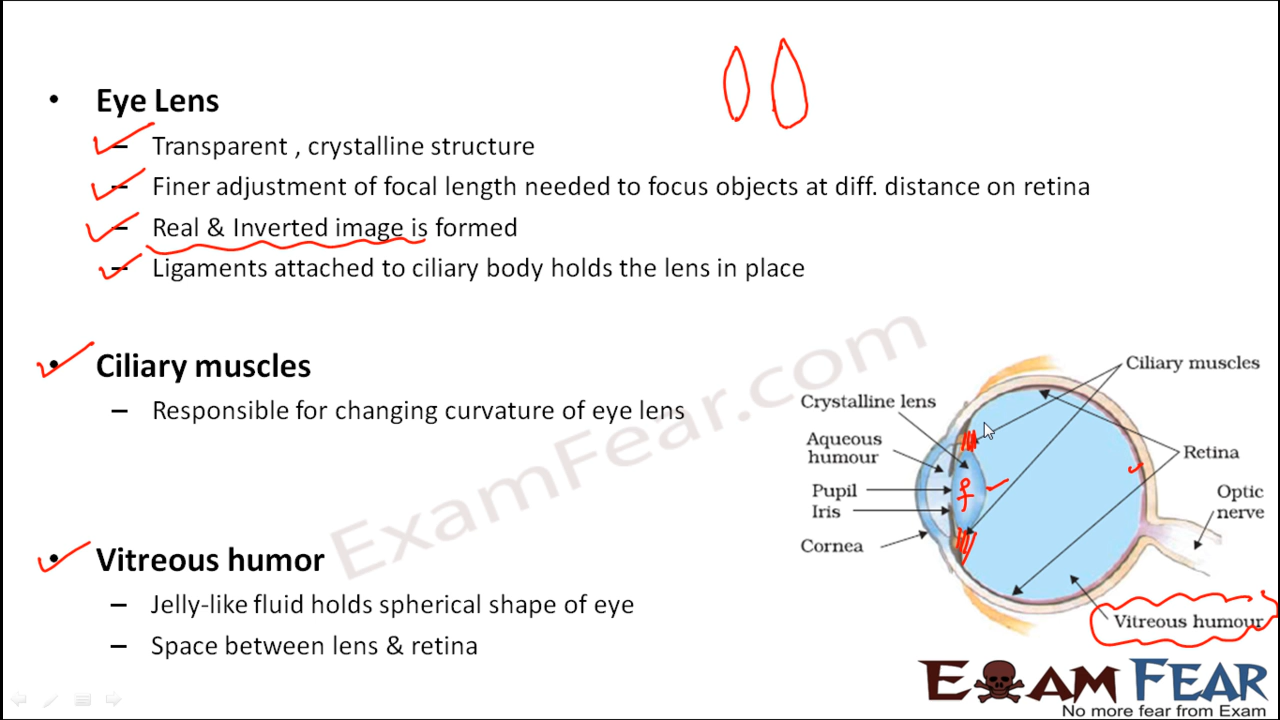 • Eye Lens
– Transparent , crystalline structure
– Finer adjustment of focal length needed to focus objects at diff. distance on retina
– Real & Inverted image is formed
– Ligaments attached to ciliary body holds the lens in place
• Ciliary muscles
– Responsible for changing curvature of eye lens
• Vitreous humor
– Jelly-like fluid holds spherical shape of eye
– Space between lens & retina
ExamFear.com
Ciliary muscles
Crystalline lens
Aqueous
humour
Retina
Pupil
Optic
nerve
Iris
Cornea
Vitreous humour
EXAM FEAR
No more fear from Exam